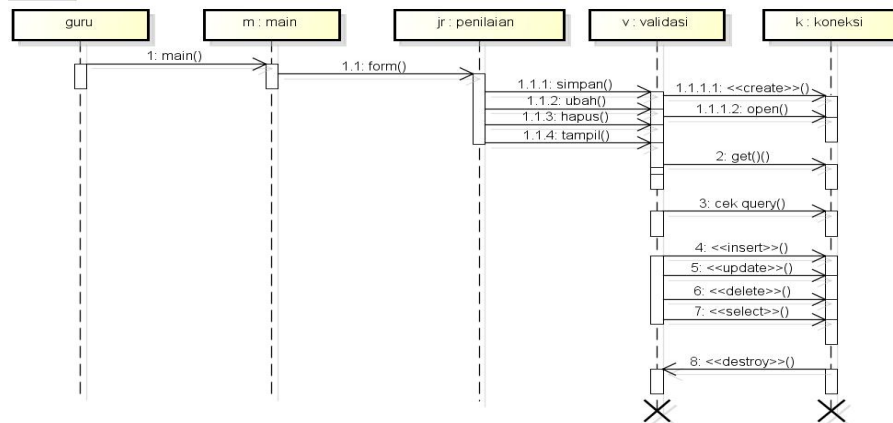 guru
m : main
jr : penilaian
v : validasi
k : koneksi
1: main()
1.1: form()
1.1.1: simpan()
1.1.1.1: <<create>>()
1.1.2: ubah()
1.1.1.2: open()
1.1.3: hapus()
1.1.4: tampil()
2: get()()
3: cek query()
4: <<insert>>()
5: <<update>>()
6: <<delete>>()
7: <<select>>()
8: <<destroy>>()